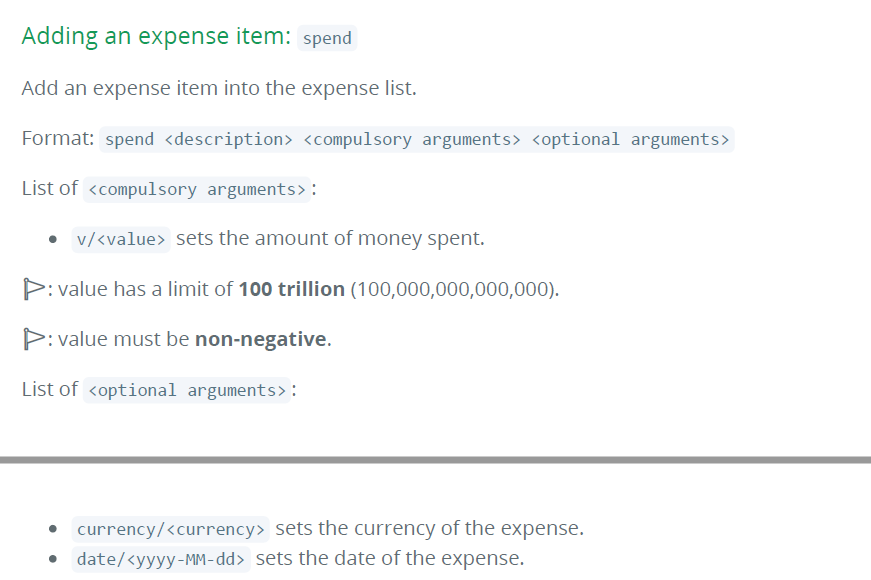 Adding an expense item: spend
Add an expense item into the expense list.
Format: spend <description> <compulsory arguments> <optional arguments>
List of <compulsory arguments>:
• v/<value> sets the amount of money spent.
: value has a limit of 100 trillion (100,000,000,000,000).
: value must be non-negative.
List of <optional arguments>:
• currency/<currency> sets the currency of the expense.
• date/<yyyy-MM-dd> sets the date of the expense.